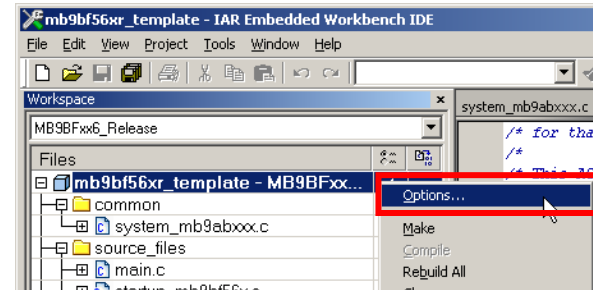 mb9bf56xr_template - IAR Embedded Workbench IDE
File Edit View Project Tools Window Help
Workspace
system_mb9abxxx.c
MB9BFxx6_Release
/* for tha
Files
/*
mb9bf56xr_template - MB9BFxx...
/* This
Options...
common
system_mb9abxxx.c
Make
source_files
Compile
main.c
Rebuild All